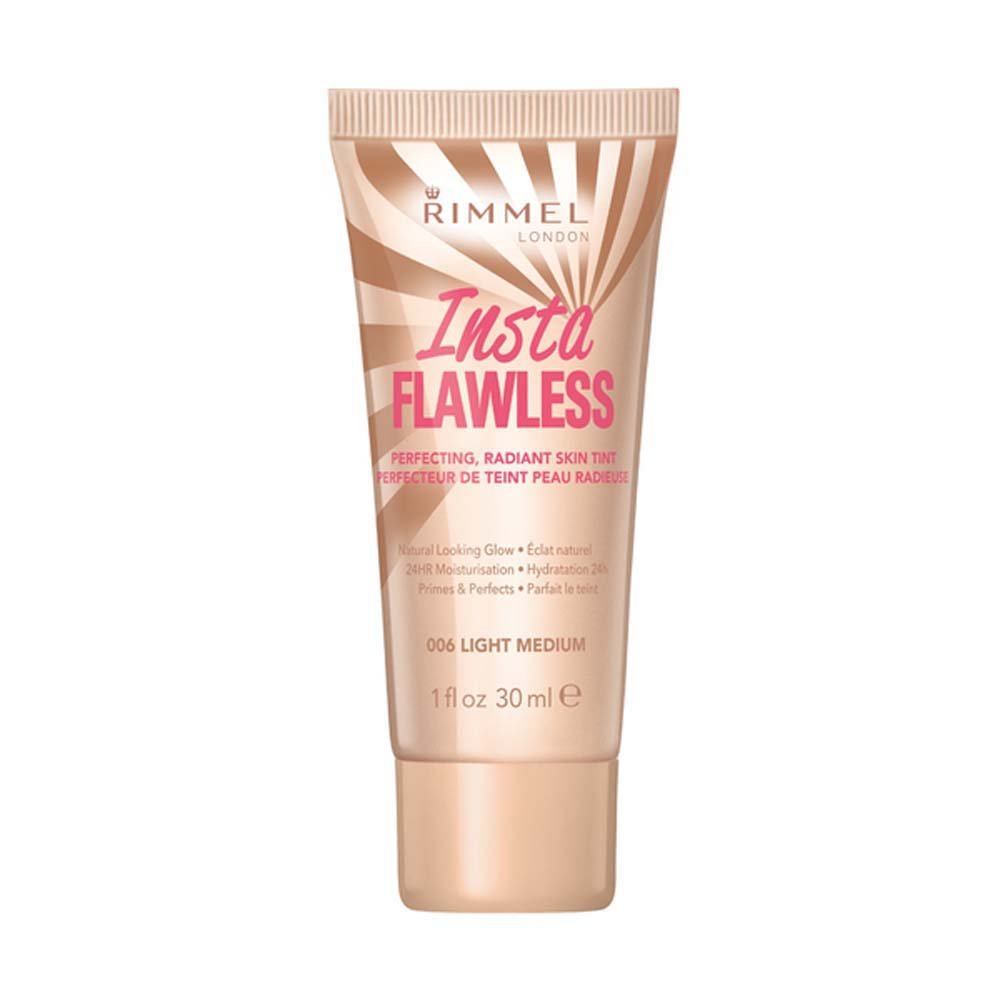 RIMMEL
LONDON
Insta
FLAWLESS
PERFECTING, RADIANT SKIN TINT
PERFECTEUR DE TEINT PEAU RADIEUSE
Natural Looking Glow • Éclat naturel
24HR Moisturisation • Hydratation 24h
Primes & Perfects • Parfait le teint
006 LIGHT MEDIUM
1 fl oz 30 ml ℮